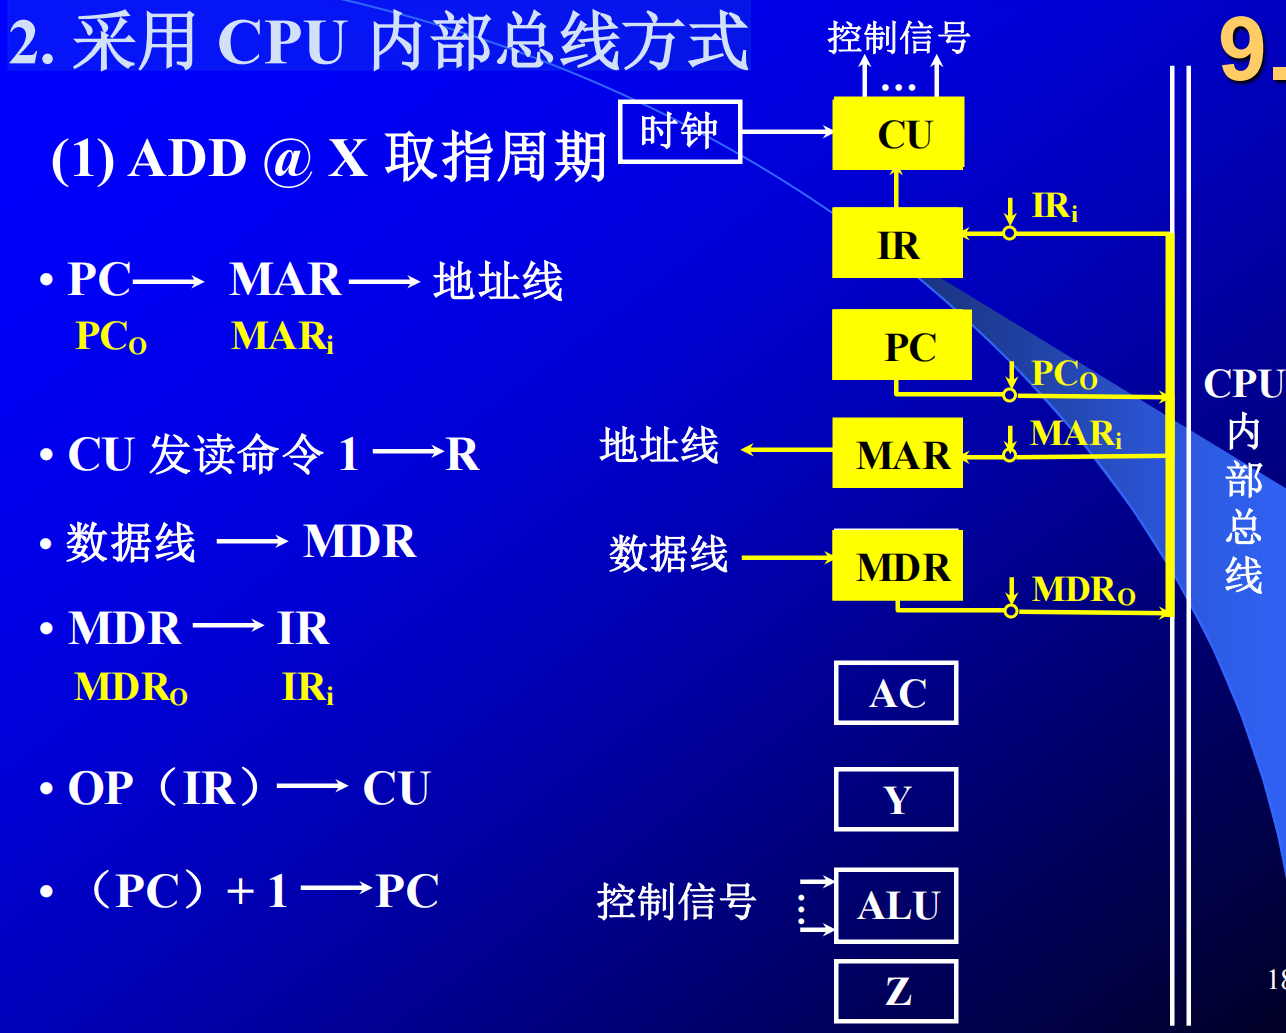 2. 采用 CPU 内部总线方式
9.
(1) ADD @ X 取指周期
• PC → MAR → 地址线
PCO MARi
• CU 发读命令 1 → R
• 数据线 → MDR
• MDR → IR
MDRO IRi
• OP（IR）→ CU
• （PC）+ 1 → PC
控制信号
…
时钟
CU
IRi
IR
PC
PCO
地址线
MAR
MARi
数据线
MDR
MDRO
AC
Y
控制信号
…
ALU
Z
CPU
内
部
总
线
18